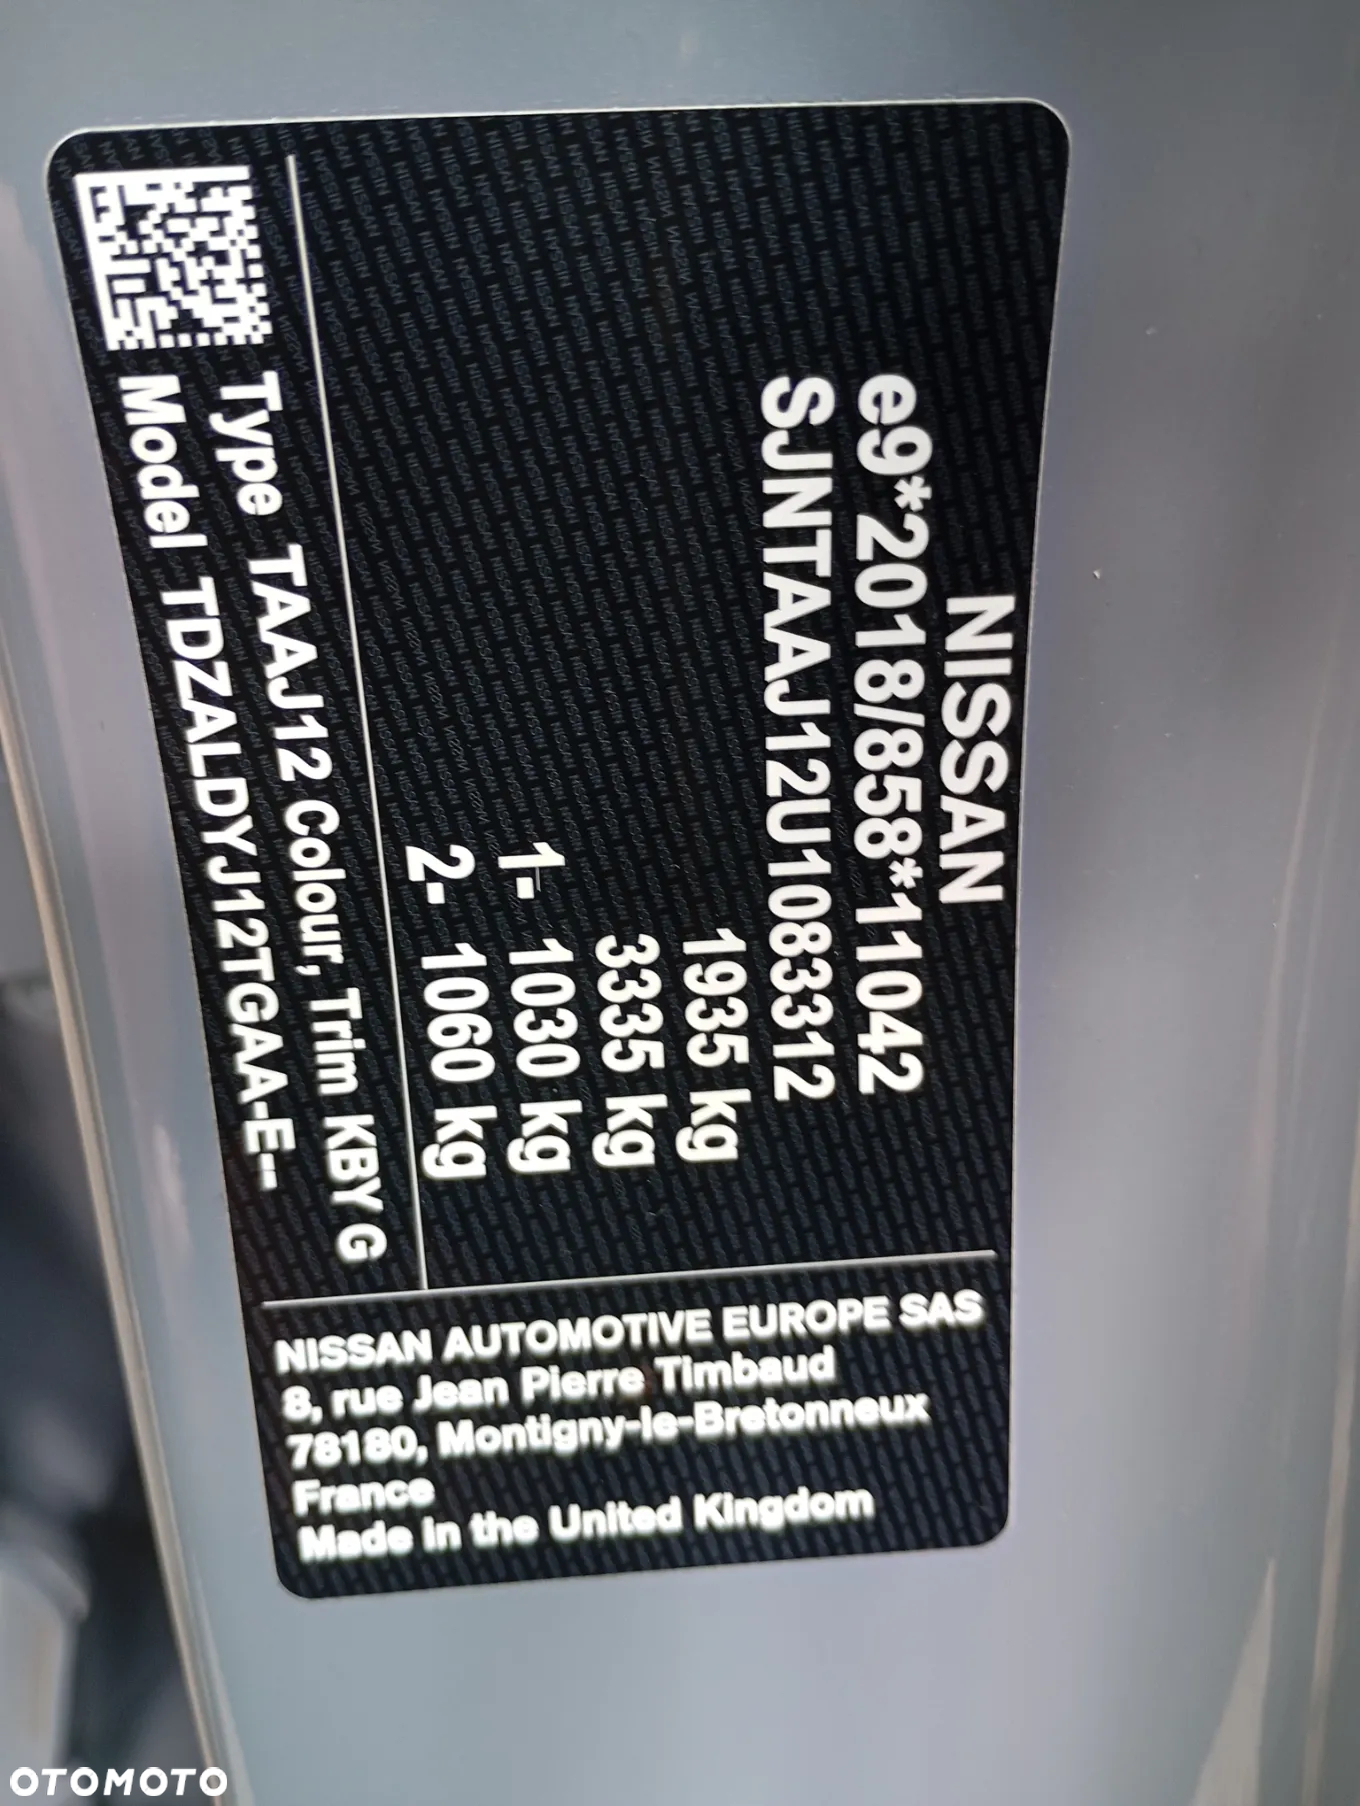 NISSAN
e9*2018/858*11042
SJNTAAJ12U1083312
1935 kg
3335 kg
1- 1030 kg
2- 1060 kg
Type TAAJ12 Colour, Trim KBY G
Model TDZALDYJ12TGAA-E--
NISSAN AUTOMOTIVE EUROPE SAS
8, rue Jean Pierre Timbaud
78180, Montigny-le-Bretonneux
France
Made in the United Kingdom
OTOMOTO